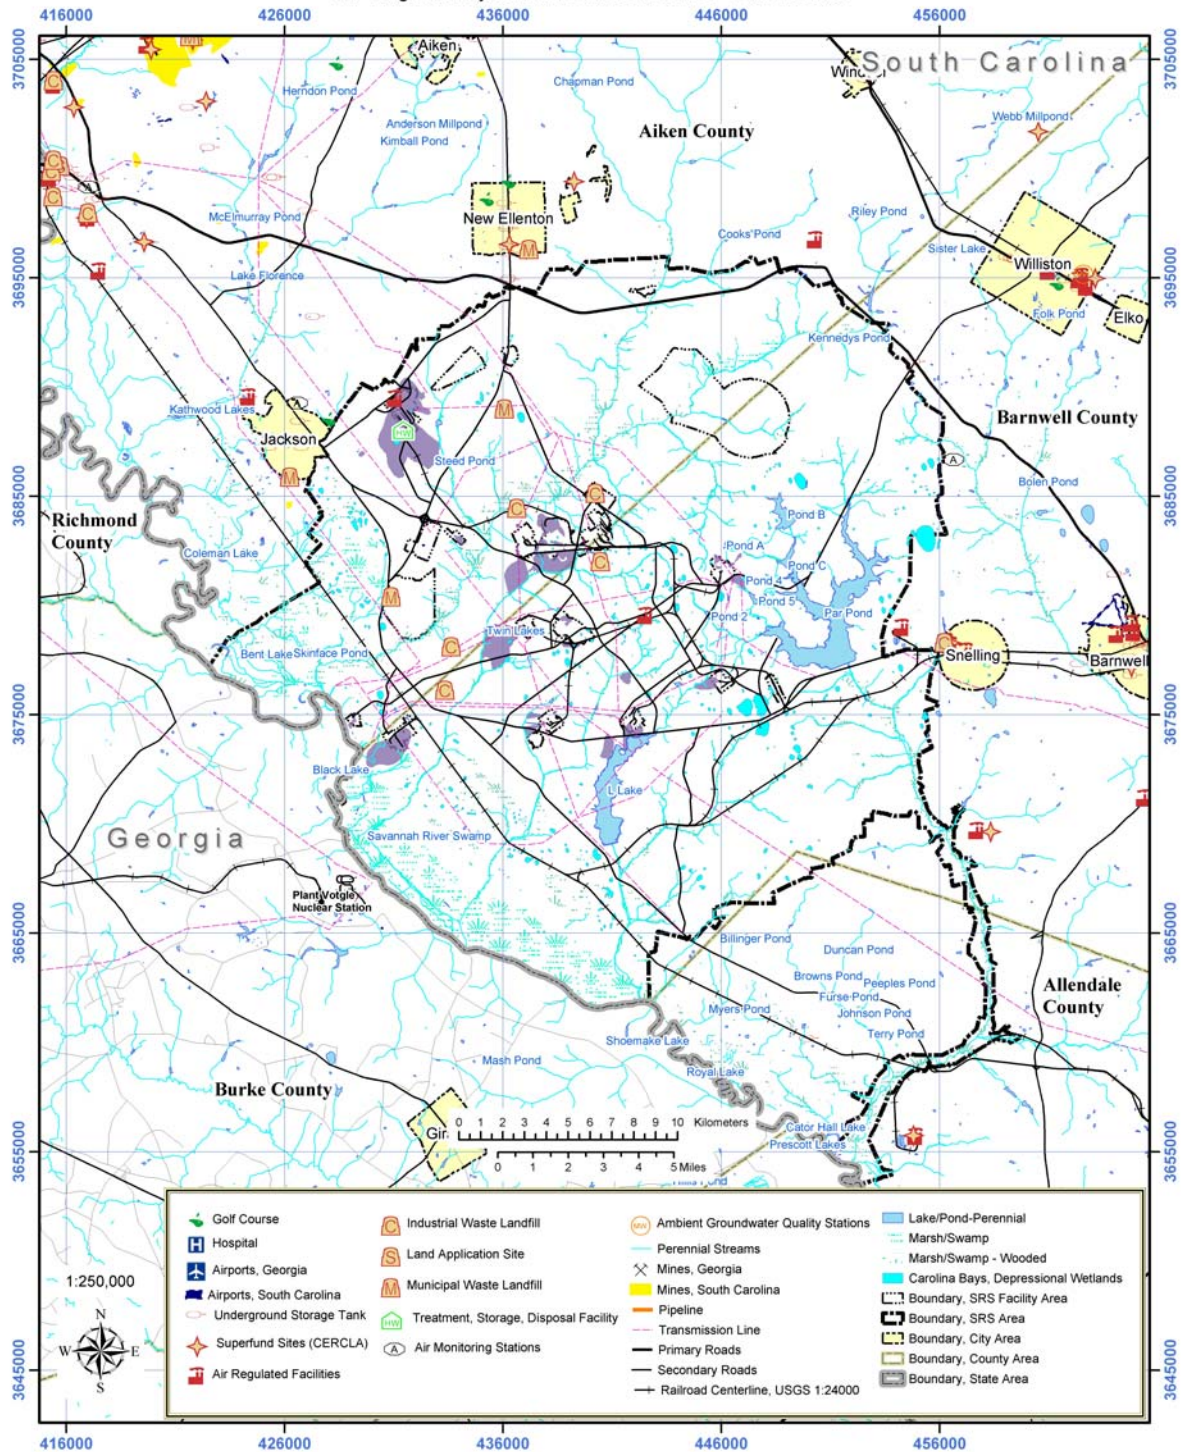 416000
426000
436000
446000
456000
3705000
3705000
Aiken
South Carolina
Herndon Pond
Chapman Pond
Webb Millpond
Anderson Millpond
Kimball Pond
Aiken County
McElmurray Pond
New Ellenton
Riley Pond
Cooks Pond
Sister Lake
Williston
3695000
3695000
Lake Florence
Folk Pond
Elko
Kennedys Pond
Kathwood Lakes
Jackson
Barnwell County
A
A
A
HW
M
M
Steed Pond
Bolen Pond
3685000
3685000
Richmond
County
C
C
C
Pond B
Coleman Lake
Pond A
Pond C
Pond 4
Pond 5
Pond 2
Par Pond
M
Twin Lakes
C
C
Bent Lake
Skinface Pond
Snelling
Barnwell
3675000
3675000
Black Lake
L Lake
Georgia
Savannah River Swamp
Plant Votgle
Nuclear Station
3665000
3665000
Billinger Pond
Duncan Pond
Browns Pond
Peeples Pond
Furse Pond
Allendale
County
Myers Pond
Johnson Pond
Terry Pond
Shoemake Lake
Mash Pond
Royal Lake
Burke County
Gir
0 1 2 3 4 5 6 7 8 9 10 Kilometers
Cator Hall Lake
Prescott Lakes
3655000
3655000
0 1 2 3 4 5 Miles
Golf Course
Hospital
Airports, Georgia
Airports, South Carolina
Underground Storage Tank
Superfund Sites (CERCLA)
Air Regulated Facilities
C Industrial Waste Landfill
S Land Application Site
M Municipal Waste Landfill
HW Treatment, Storage, Disposal Facility
A Air Monitoring Stations
MW Ambient Groundwater Quality Stations
Perennial Streams
Mines, Georgia
Mines, South Carolina
Pipeline
Transmission Line
Primary Roads
Secondary Roads
Railroad Centerline, USGS 1:24000
Lake/Pond-Perennial
Marsh/Swamp
Marsh/Swamp - Wooded
Carolina Bays, Depressional Wetlands
Boundary, SRS Facility Area
Boundary, SRS Area
Boundary, City Area
Boundary, County Area
Boundary, State Area
1:250,000
N
W E
S
3645000
3645000
416000
426000
436000
446000
456000